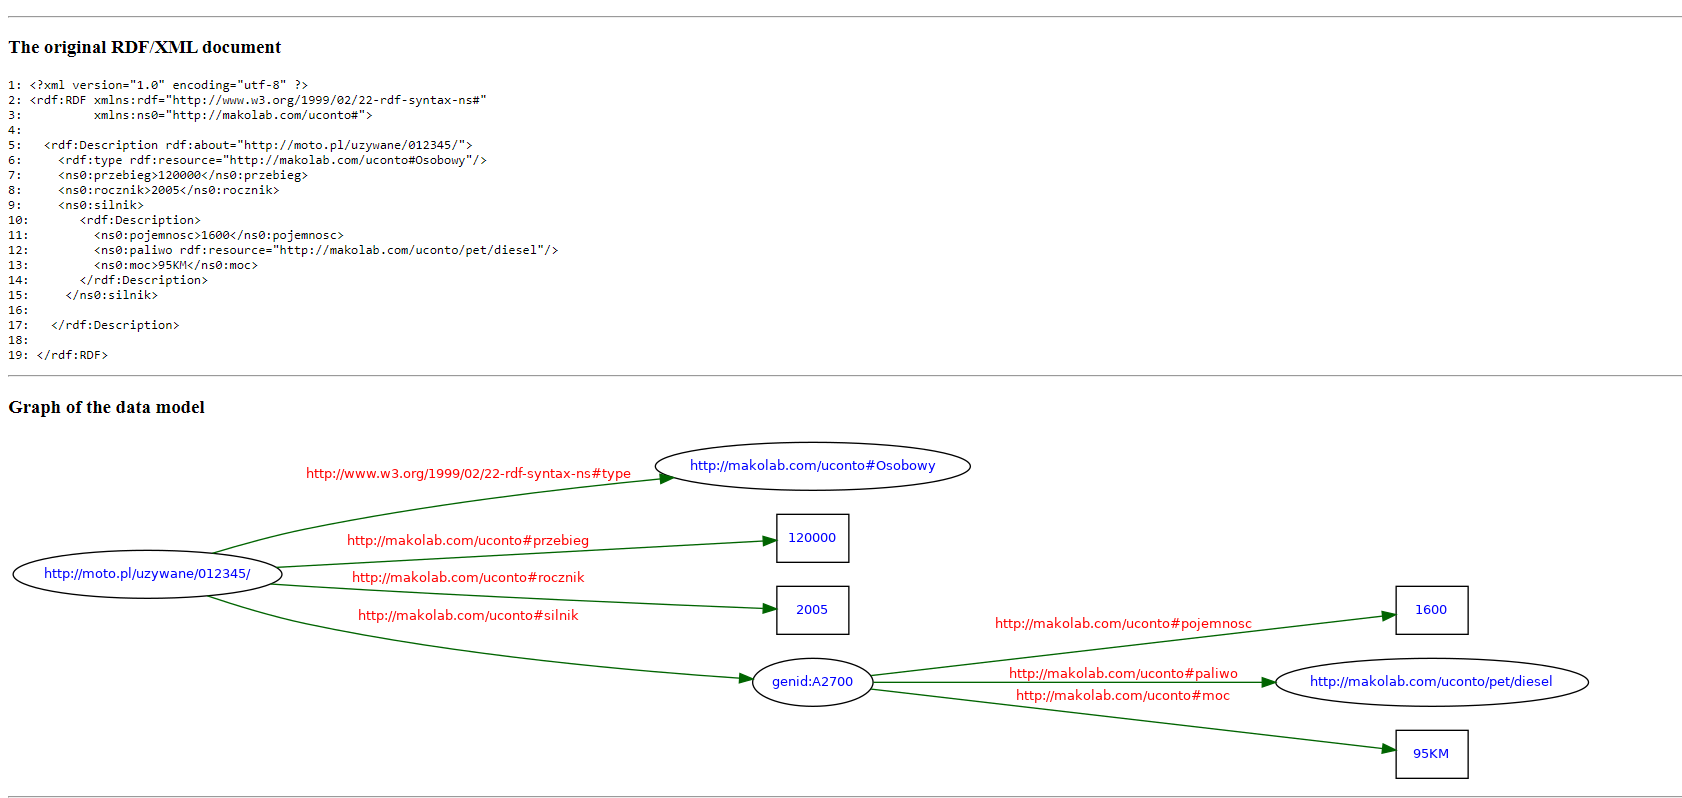 The original RDF/XML document
1: <?xml version="1.0" encoding="utf-8" ?>
2: <rdf:RDF xmlns:rdf="http://www.w3.org/1999/02/22-rdf-syntax-ns#"
3:          xmlns:ns0="http://makolab.com/uconto#">
4:
5:   <rdf:Description rdf:about="http://moto.pl/uzywane/012345/">
6:     <rdf:type rdf:resource="http://makolab.com/uconto#Osobowy"/>
7:     <ns0:przebieg>120000</ns0:przebieg>
8:     <ns0:rocznik>2005</ns0:rocznik>
9:     <ns0:silnik>
10:       <rdf:Description>
11:         <ns0:pojemnosc>1600</ns0:pojemnosc>
12:         <ns0:paliwo rdf:resource="http://makolab.com/uconto/pet/diesel"/>
13:         <ns0:moc>95KM</ns0:moc>
14:       </rdf:Description>
15:     </ns0:silnik>
16:
17:   </rdf:Description>
18:
19: </rdf:RDF>
Graph of the data model
http://makolab.com/uconto#Osobowy
http://www.w3.org/1999/02/22-rdf-syntax-ns#type
120000
http://makolab.com/uconto#przebieg
http://moto.pl/uzywane/012345/
http://makolab.com/uconto#rocznik
2005
1600
http://makolab.com/uconto#silnik
http://makolab.com/uconto#pojemnosc
http://makolab.com/uconto#paliwo
genid:A2700
http://makolab.com/uconto/pet/diesel
http://makolab.com/uconto#moc
95KM